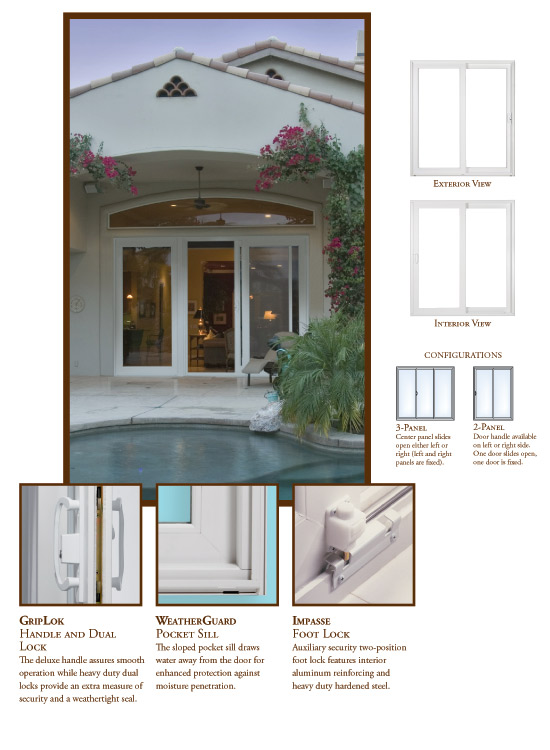 Exterior View
Interior View
CONFIGURATIONS
3-Panel
Center panel slides
open either left or
right (left and right
panels are fixed).
2-Panel
Door handle available
on left or right side.
One door slides open,
one door is fixed.
GripLok
Handle and Dual
Lock
The deluxe handle assures smooth
operation while heavy duty dual
locks provide an extra measure of
security and a weathertight seal.
WeatherGuard
Pocket Sill
The sloped pocket sill draws
water away from the door for
enhanced protection against
moisture penetration.
Impasse
Foot Lock
Auxiliary security two-position
foot lock features interior
aluminum reinforcing and
heavy duty hardened steel.